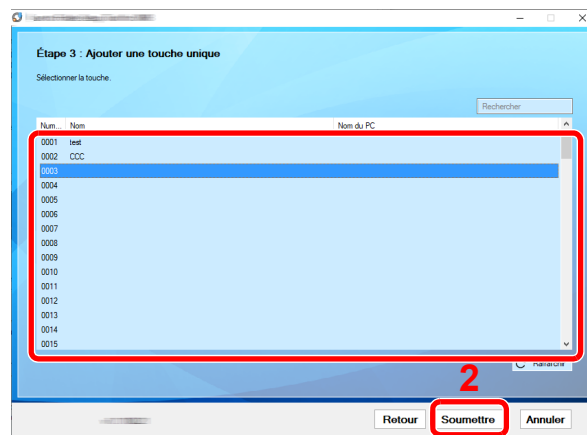 Étape 3 : Ajouter une touche unique
Sélectionner la touche.
Rechercher
Num... Nom Nom du PC
0001 test
0002 CCC
0003
0004
0005
0006
0007
0008
0009
0010
0011
0012
0013
0014
0015
2
Retour Soumettre Annuler